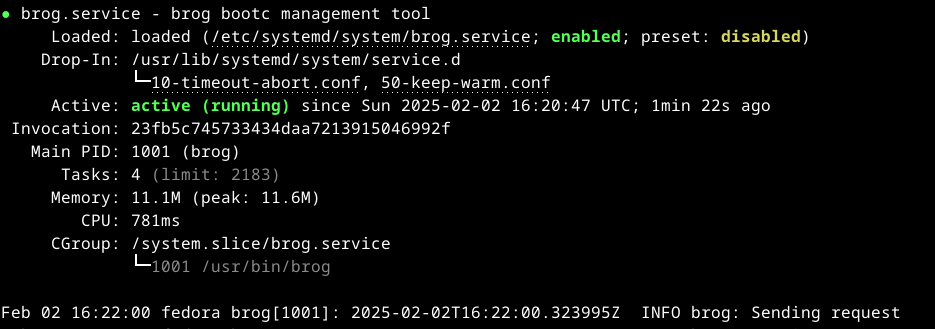 ● brog.service - brog bootc management tool
Loaded: loaded (/etc/systemd/system/brog.service; enabled; preset: disabled)
Drop-In: /usr/lib/systemd/system/service.d
└─10-timeout-abort.conf, 50-keep-warm.conf
Active: active (running) since Sun 2025-02-02 16:20:47 UTC; 1min 22s ago
Invocation: 23fb5c745733434daa7213915046992f
Main PID: 1001 (brog)
Tasks: 4 (limit: 2183)
Memory: 11.1M (peak: 11.6M)
CPU: 781ms
CGroup: /system.slice/brog.service
└─1001 /usr/bin/brog
Feb 02 16:22:00 fedora brog[1001]: 2025-02-02T16:22:00.323995Z  INFO brog: Sending request